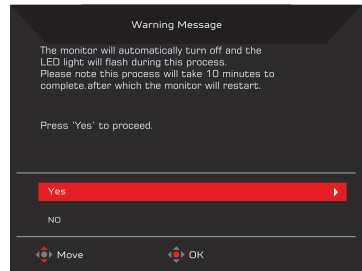 Warning Message
The monitor will automatically turn off and the
LED light will flash during this process.
Please note this process will take 10 minutes to
complete.after which the monitor will restart.
Press 'Yes' to proceed.
Yes
NO
Move
OK